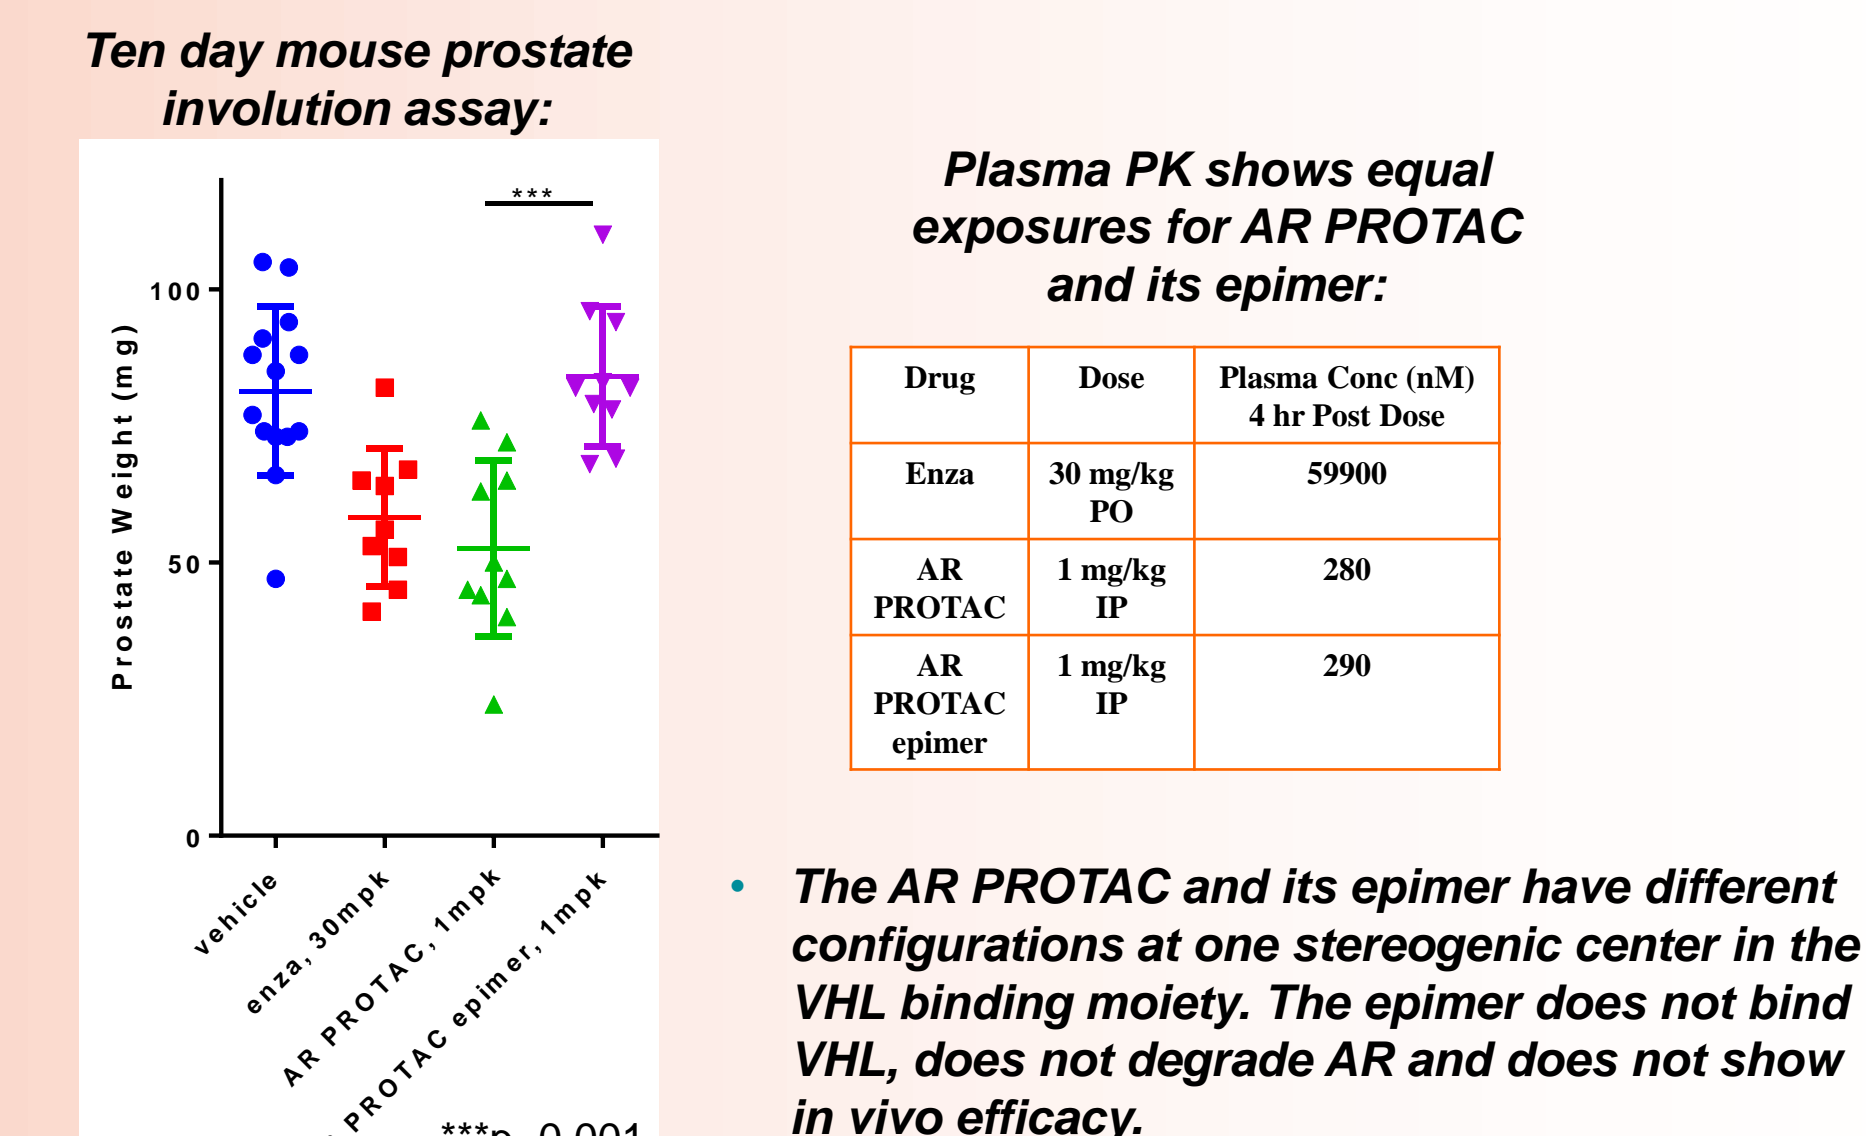 Ten day mouse prostate
involution assay:
***
100
50
0
Prostate Weight (mg)
vehicle
enza, 30mpk
AR PROTAC, 1mpk
PROTAC epimer, 1mpk
Plasma PK shows equal
exposures for AR PROTAC
and its epimer:
Drug
Dose
Plasma Conc (nM)
4 hr Post Dose
Enza
30 mg/kg
PO
59900
AR
PROTAC
1 mg/kg
IP
280
AR
PROTAC
epimer
1 mg/kg
IP
290
• The AR PROTAC and its epimer have different
configurations at one stereogenic center in the
VHL binding moiety. The epimer does not bind
VHL, does not degrade AR and does not show
in vivo efficacy.